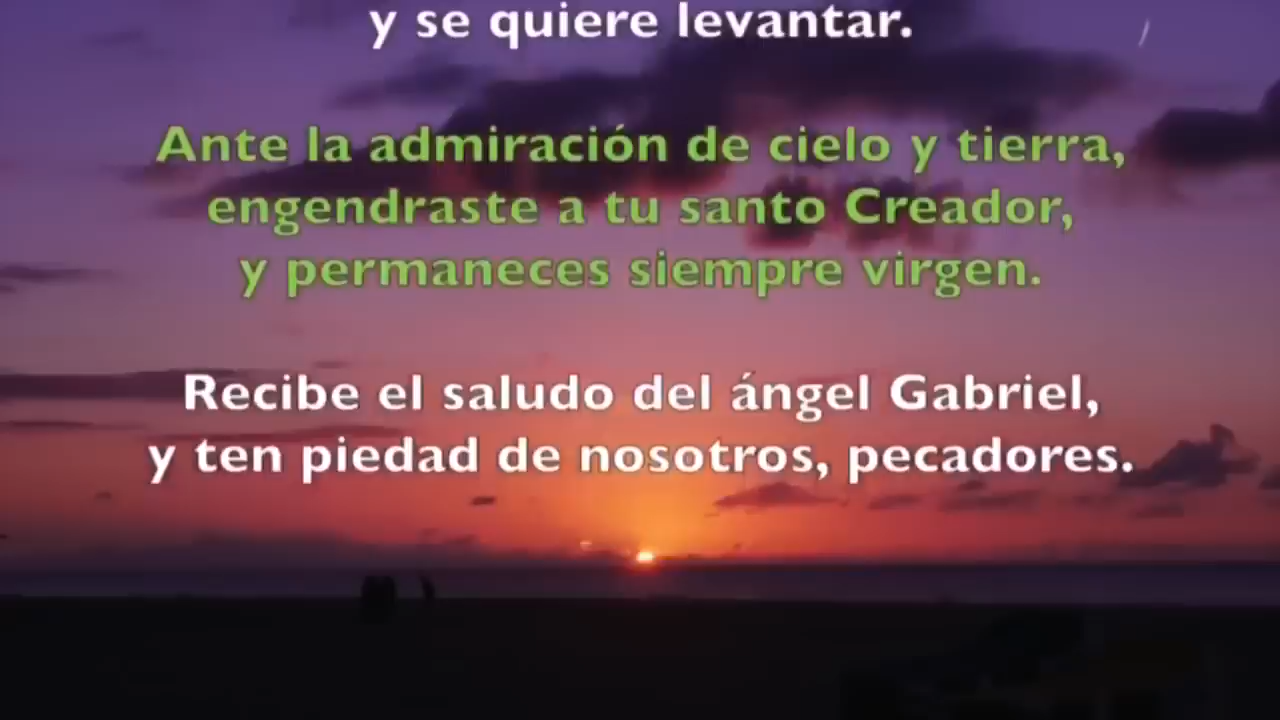 y se quiere levantar.
Ante la admiración de cielo y tierra,
engendraste a tu santo Creador,
y permaneces siempre virgen.
Recibe el saludo del ángel Gabriel,
y ten piedad de nosotros, pecadores.